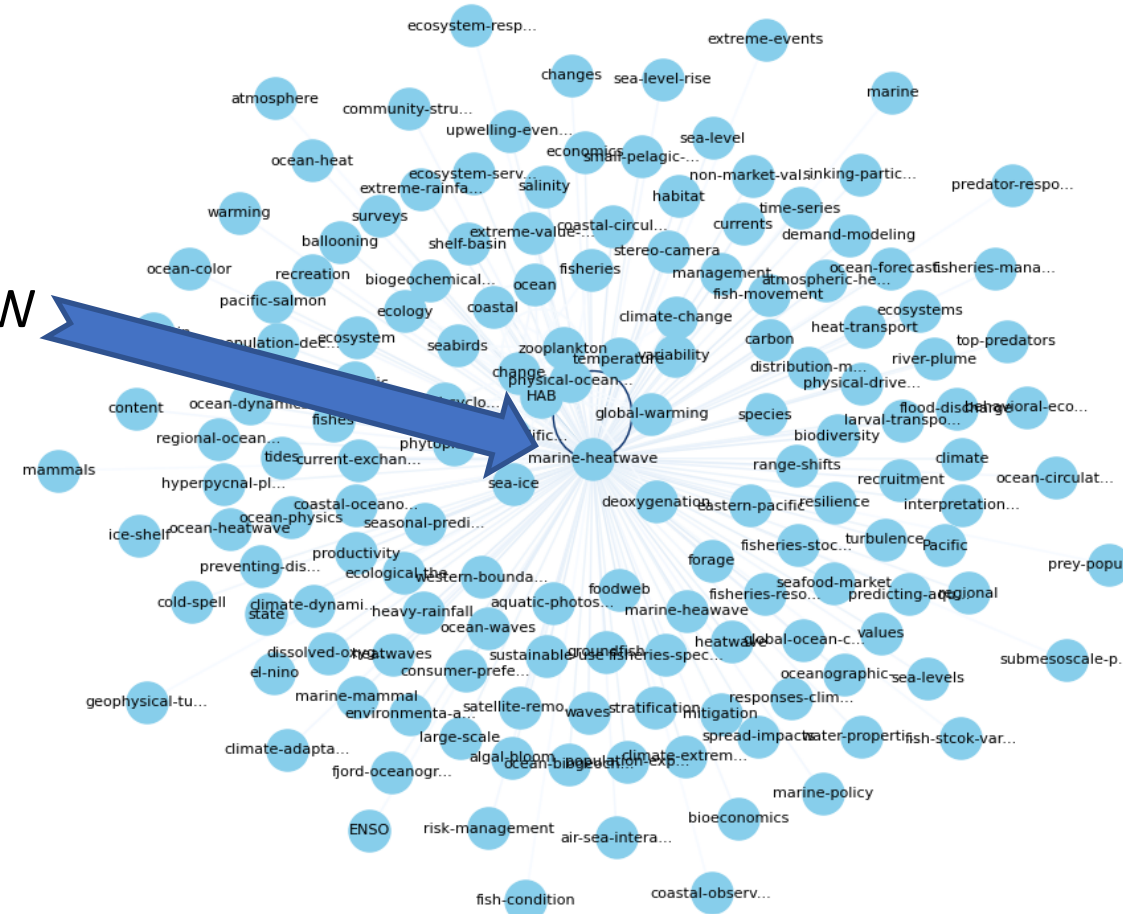 ecosystem-resp...
extreme-events
changes
sea-level-rise
atmosphere
community-stru...
marine
upwelling-even...
sea-level
economics
small-pelagic-...
ocean-heat
ecosystem-serv...
non-market-val
sinking-partic...
extreme-rainfa...
salinity
habitat
predator-respo...
warming
surveys
time-series
extreme-value-...
coastal-circul...
currents
demand-modeling
ballooning
shelf-basin
stereo-camera
ocean-color
recreation
biogeochemical...
ocean
fisheries
management
atmospheric-he...
ocean-forecast
fisheries-mana...
W
pacific-salmon
ecology
coastal
fish-movement
climate-change
ecosystems
heat-transport
ecosystem
seabirds
zooplankton
temperature
variability
carbon
top-predators
river-plume
change
physical-ocean...
distribution-m...
physical-drive...
HAB
content
ocean-dynamic
global-warming
species
flood-discharge
behavioral-eco...
fishes
larval-transpo...
regional-ocean...
biodiversity
mammals
tides
current-exchan...
marine-heatwave
range-shifts
climate
hyperpycnal-pl...
sea-ice
recruitment
ocean-circulat...
coastal-oceano...
deoxygenation
eastern-pacific
resilience
interpretation...
ice-shelf
ocean-heatwave
ocean-physics
seasonal-predi...
turbulence
Pacific
fisheries-stoc...
productivity
preventing-dis...
ecological-the
western-bounda...
forage
prey-popu
cold-spell
climate-dynami...
state
heavy-rainfall
aquatic-photos...
foodweb
marine-heawave
fisheries-reso...
seafood-market
predicting-aqu...
regional
ocean-waves
heatwave
global-ocean-c...
values
dissolved-oxyg...
heatwaves
sustainable-use
groundfish
fisheries-spec...
submesoscale-p.
el-nino
consumer-prefe...
oceanographic-
sea-levels
geophysical-tu...
marine-mammal
environmenta-a...
satellite-remo...
waves
stratification
mitigation
responses-clim...
large-scale
spread-impacts
water-properti
fish-stcok-var...
climate-adapta...
algal-bloom
ocean-biogeoch...
population-exp...
climate-extrem...
fjord-oceanogr...
marine-policy
ENSO
risk-management
air-sea-intera...
bioeconomics
fish-condition
coastal-observ...